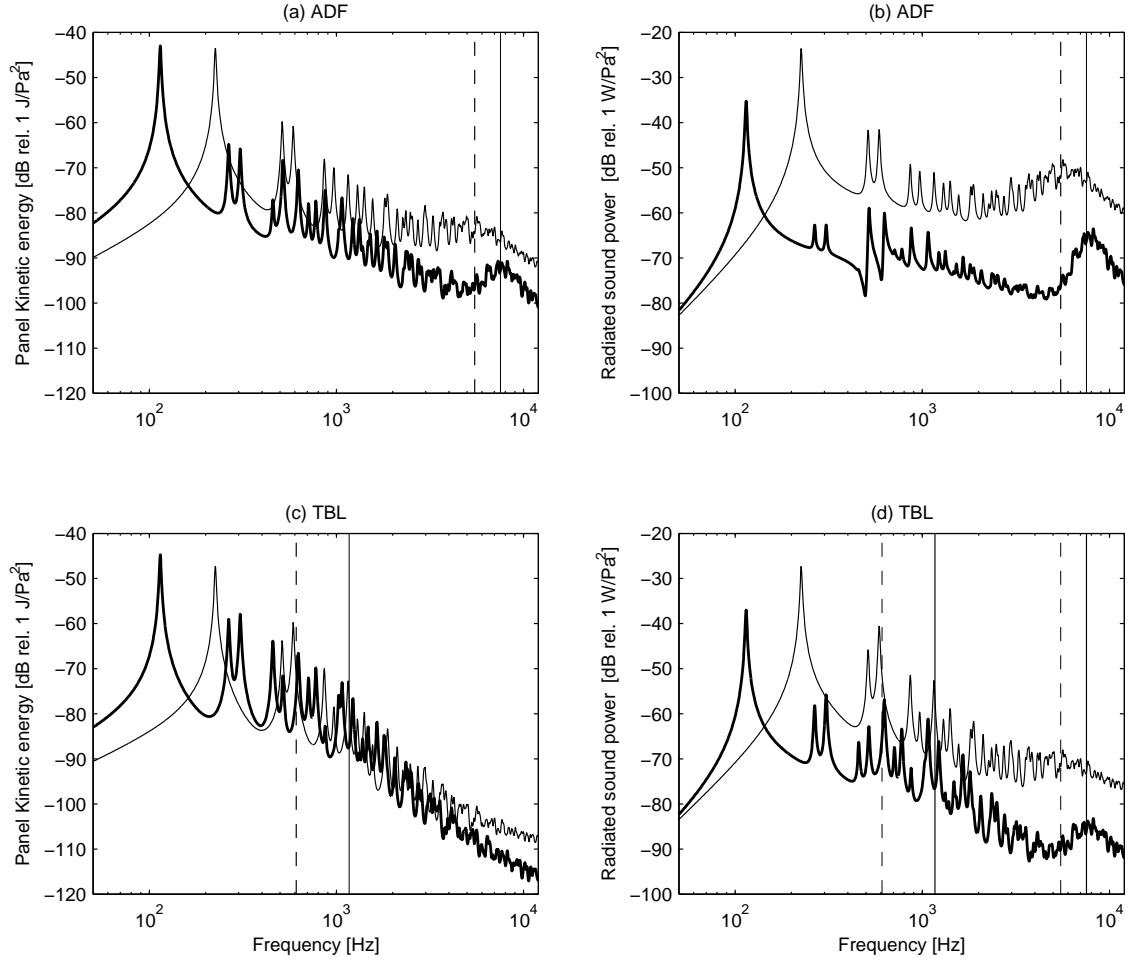 (a) ADF
Panel Kinetic energy [dB rel. 1 J/Pa²]
−40
−50
−60
−70
−80
−90
−100
−110
−120
10² 10³ 10⁴
(b) ADF
Radiated sound power [dB rel. 1 W/Pa²]
−20
−30
−40
−50
−60
−70
−80
−90
−100
10² 10³ 10⁴
(c) TBL
Panel Kinetic energy [dB rel. 1 J/Pa²]
−40
−50
−60
−70
−80
−90
−100
−110
−120
10² 10³ 10⁴
Frequency [Hz]
(d) TBL
Radiated sound power [dB rel. 1 W/Pa²]
−20
−30
−40
−50
−60
−70
−80
−90
−100
10² 10³ 10⁴
Frequency [Hz]